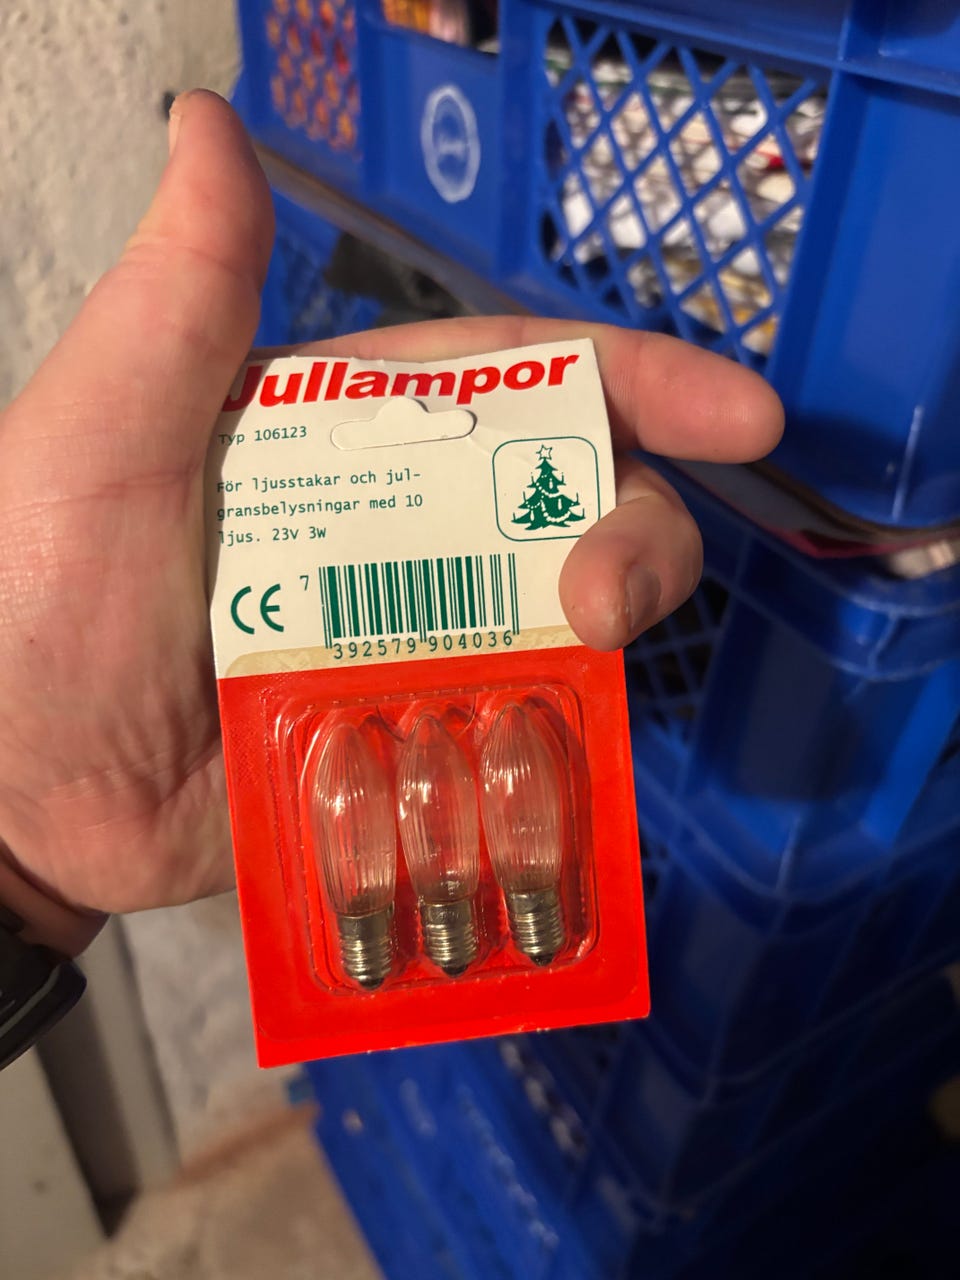 Jullampor
Typ 106123
För ljusstakar och jul-
gransbelysningar med 10
ljus. 23V 3W
CE
7 392579 904036